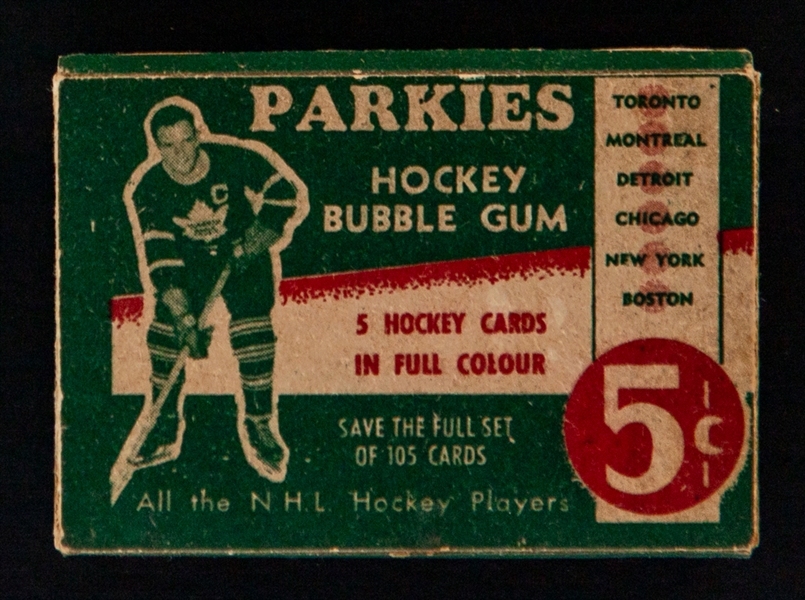 PARKIES
HOCKEY
BUBBLE GUM
5 HOCKEY CARDS
IN FULL COLOUR
SAVE THE FULL SET
OF 105 CARDS
All the N.H.L. Hockey Players
TORONTO
MONTREAL
DETROIT
CHICAGO
NEW YORK
BOSTON
5¢
C